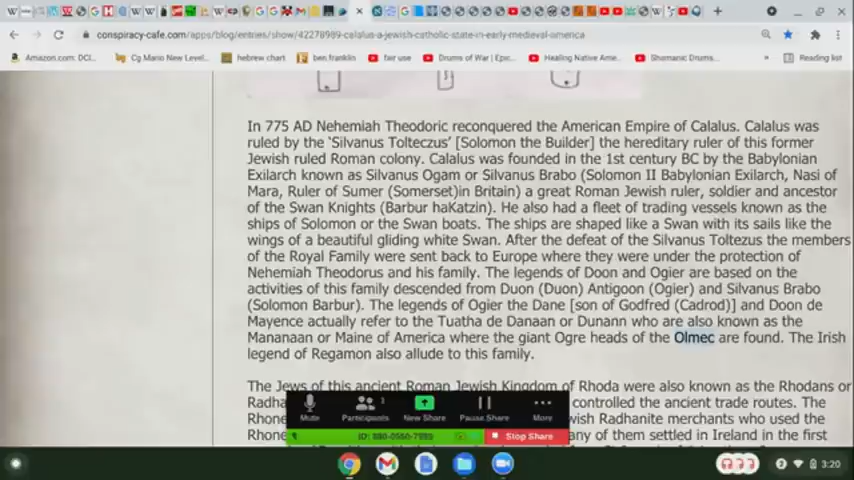 conspiracy-cafe.com/apps/blog/entries/show/42278989-calalus-a-jewish-catholic-state-in-early-medieval-america
Amazon.com: DCI... Cg Mario New Level... hebrew chart ben.franklin fair use Drums of War | Epic... Healing Native Ame... Shamanic Drums... Reading list
In 775 AD Nehemiah Theodoric reconquered the American Empire of Calalus. Calalus was
ruled by the 'Silvanus Tolteczus' [Solomon the Builder] the hereditary ruler of this former
Jewish ruled Roman colony. Calalus was founded in the 1st century BC by the Babylonian
Exilarch known as Silvanus Ogam or Silvanus Brabo (Solomon II Babylonian Exilarch, Nasi of
Mara, Ruler of Sumer (Somerset)in Britain) a great Roman Jewish ruler, soldier and ancestor
of the Swan Knights (Barbur haKatzin). He also had a fleet of trading vessels known as the
ships of Solomon or the Swan boats. The ships are shaped like a Swan with its sails like the
wings of a beautiful gliding white Swan. After the defeat of the Silvanus Toltezus the members
of the Royal Family were sent back to Europe where they were under the protection of
Nehemiah Theodorus and his family. The legends of Doon and Ogier are based on the
activities of this family descended from Duon (Duon) Antigoon (Ogier) and Silvanus Brabo
(Solomon Barbur). The legends of Ogier the Dane [son of Godfred (Cadrod)] and Doon de
Mayence actually refer to the Tuatha de Danaan or Dunann who are also known as the
Mananaan or Maine of America where the giant Ogre heads of the Olmec are found. The Irish
legend of Regamon also allude to this family.
The Jews of this ancient Roman Jewish Kingdom of Rhoda were also known as the Rhodans or
Radha controlled the ancient trade routes. The
Rhone wish Radhanite merchants who used the
Rhone any of them settled in Ireland in the first
Mute Participants 1 New Share Pause Share More
Stop Share
3:20